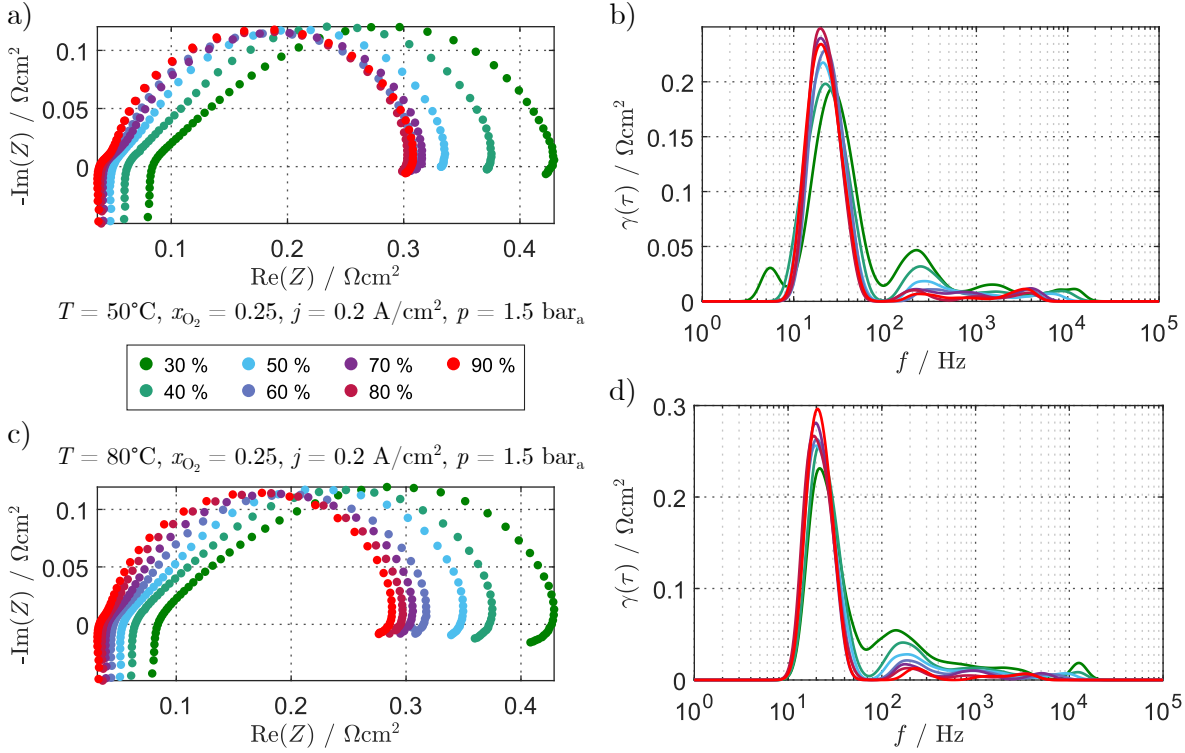 a)
0.1
0.05
0
-Im(Z) / Ωcm²
0.1 0.2 0.3 0.4
Re(Z) / Ωcm²
b)
0.2
0.15
0.1
0.05
0
γ(τ) / Ωcm²
10⁰ 10¹ 10² 10³ 10⁴ 10⁵
f / Hz
T = 50°C, x_O₂ = 0.25, j = 0.2 A/cm², p = 1.5 barₐ
30 % 50 % 70 % 90 %
40 % 60 % 80 %
c)
T = 80°C, x_O₂ = 0.25, j = 0.2 A/cm², p = 1.5 barₐ
0.1
0.05
0
-Im(Z) / Ωcm²
0.1 0.2 0.3 0.4
Re(Z) / Ωcm²
d)
0.3
0.2
0.1
0
γ(τ) / Ωcm²
10⁰ 10¹ 10² 10³ 10⁴ 10⁵
f / Hz